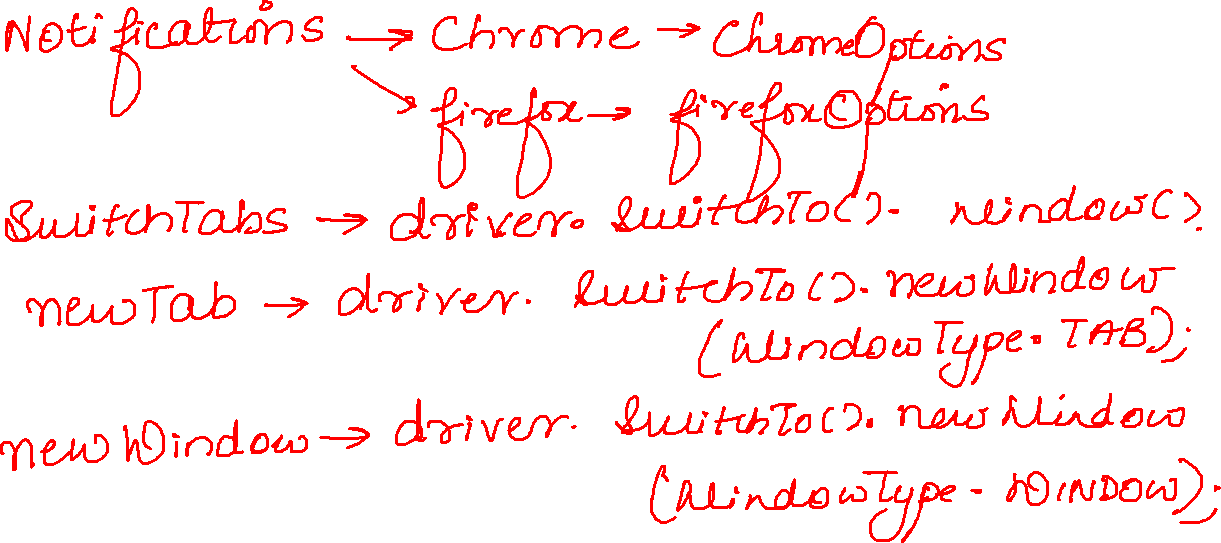 Notifications → Chrome → ChromeOptions
→ firefox → firefoxOptions
SwitchTabs → driver. SwitchTo(). window().
newTab → driver. SwitchTo(). newWindow
(WindowType. TAB);
newWindow → driver. SwitchTo(). newWindow
(WindowType. WINDOW);